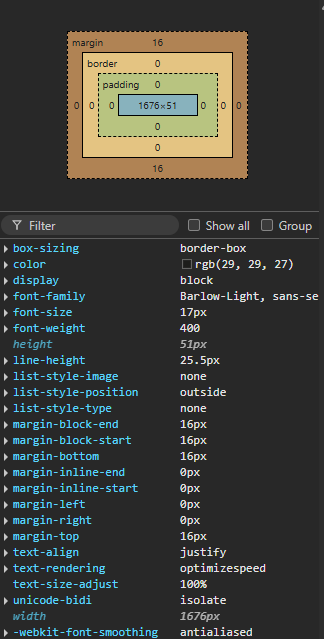 margin 16
border 0
padding 0
0 0 0 1676×51 0 0 0
0
0
16
Filter Show all Group
box-sizing border-box
color rgb(29, 29, 27)
display block
font-family Barlow-Light, sans-se
font-size 17px
font-weight 400
height 51px
line-height 25.5px
list-style-image none
list-style-position outside
list-style-type none
margin-block-end 16px
margin-block-start 16px
margin-bottom 16px
margin-inline-end 0px
margin-inline-start 0px
margin-left 0px
margin-right 0px
margin-top 16px
text-align justify
text-rendering optimizespeed
text-size-adjust 100%
unicode-bidi isolate
width 1676px
-webkit-font-smoothing antialiased